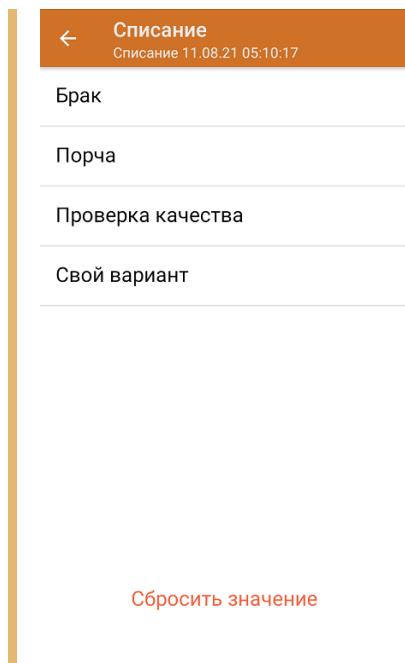 Списание
Списание 11.08.21 05:10:17
Брак
Порча
Проверка качества
Свой вариант
Сбросить значение